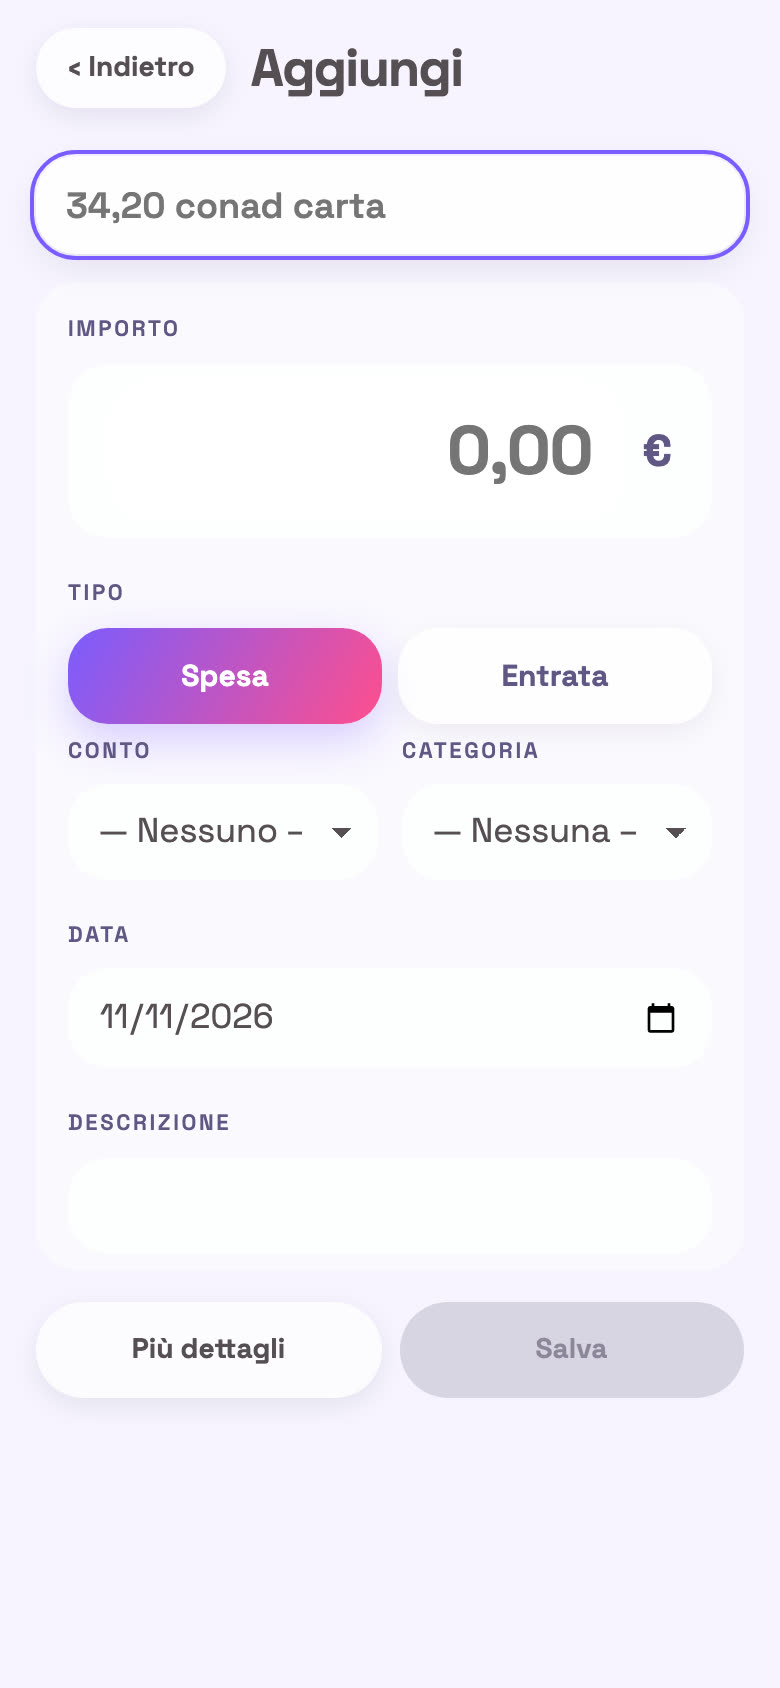 < Indietro Aggiungi
34,20 conad carta
IMPORTO
0,00 €
TIPO
Spesa Entrata
CONTO CATEGORIA
— Nessuno – — Nessuna –
DATA
11/11/2026
DESCRIZIONE
Più dettagli Salva